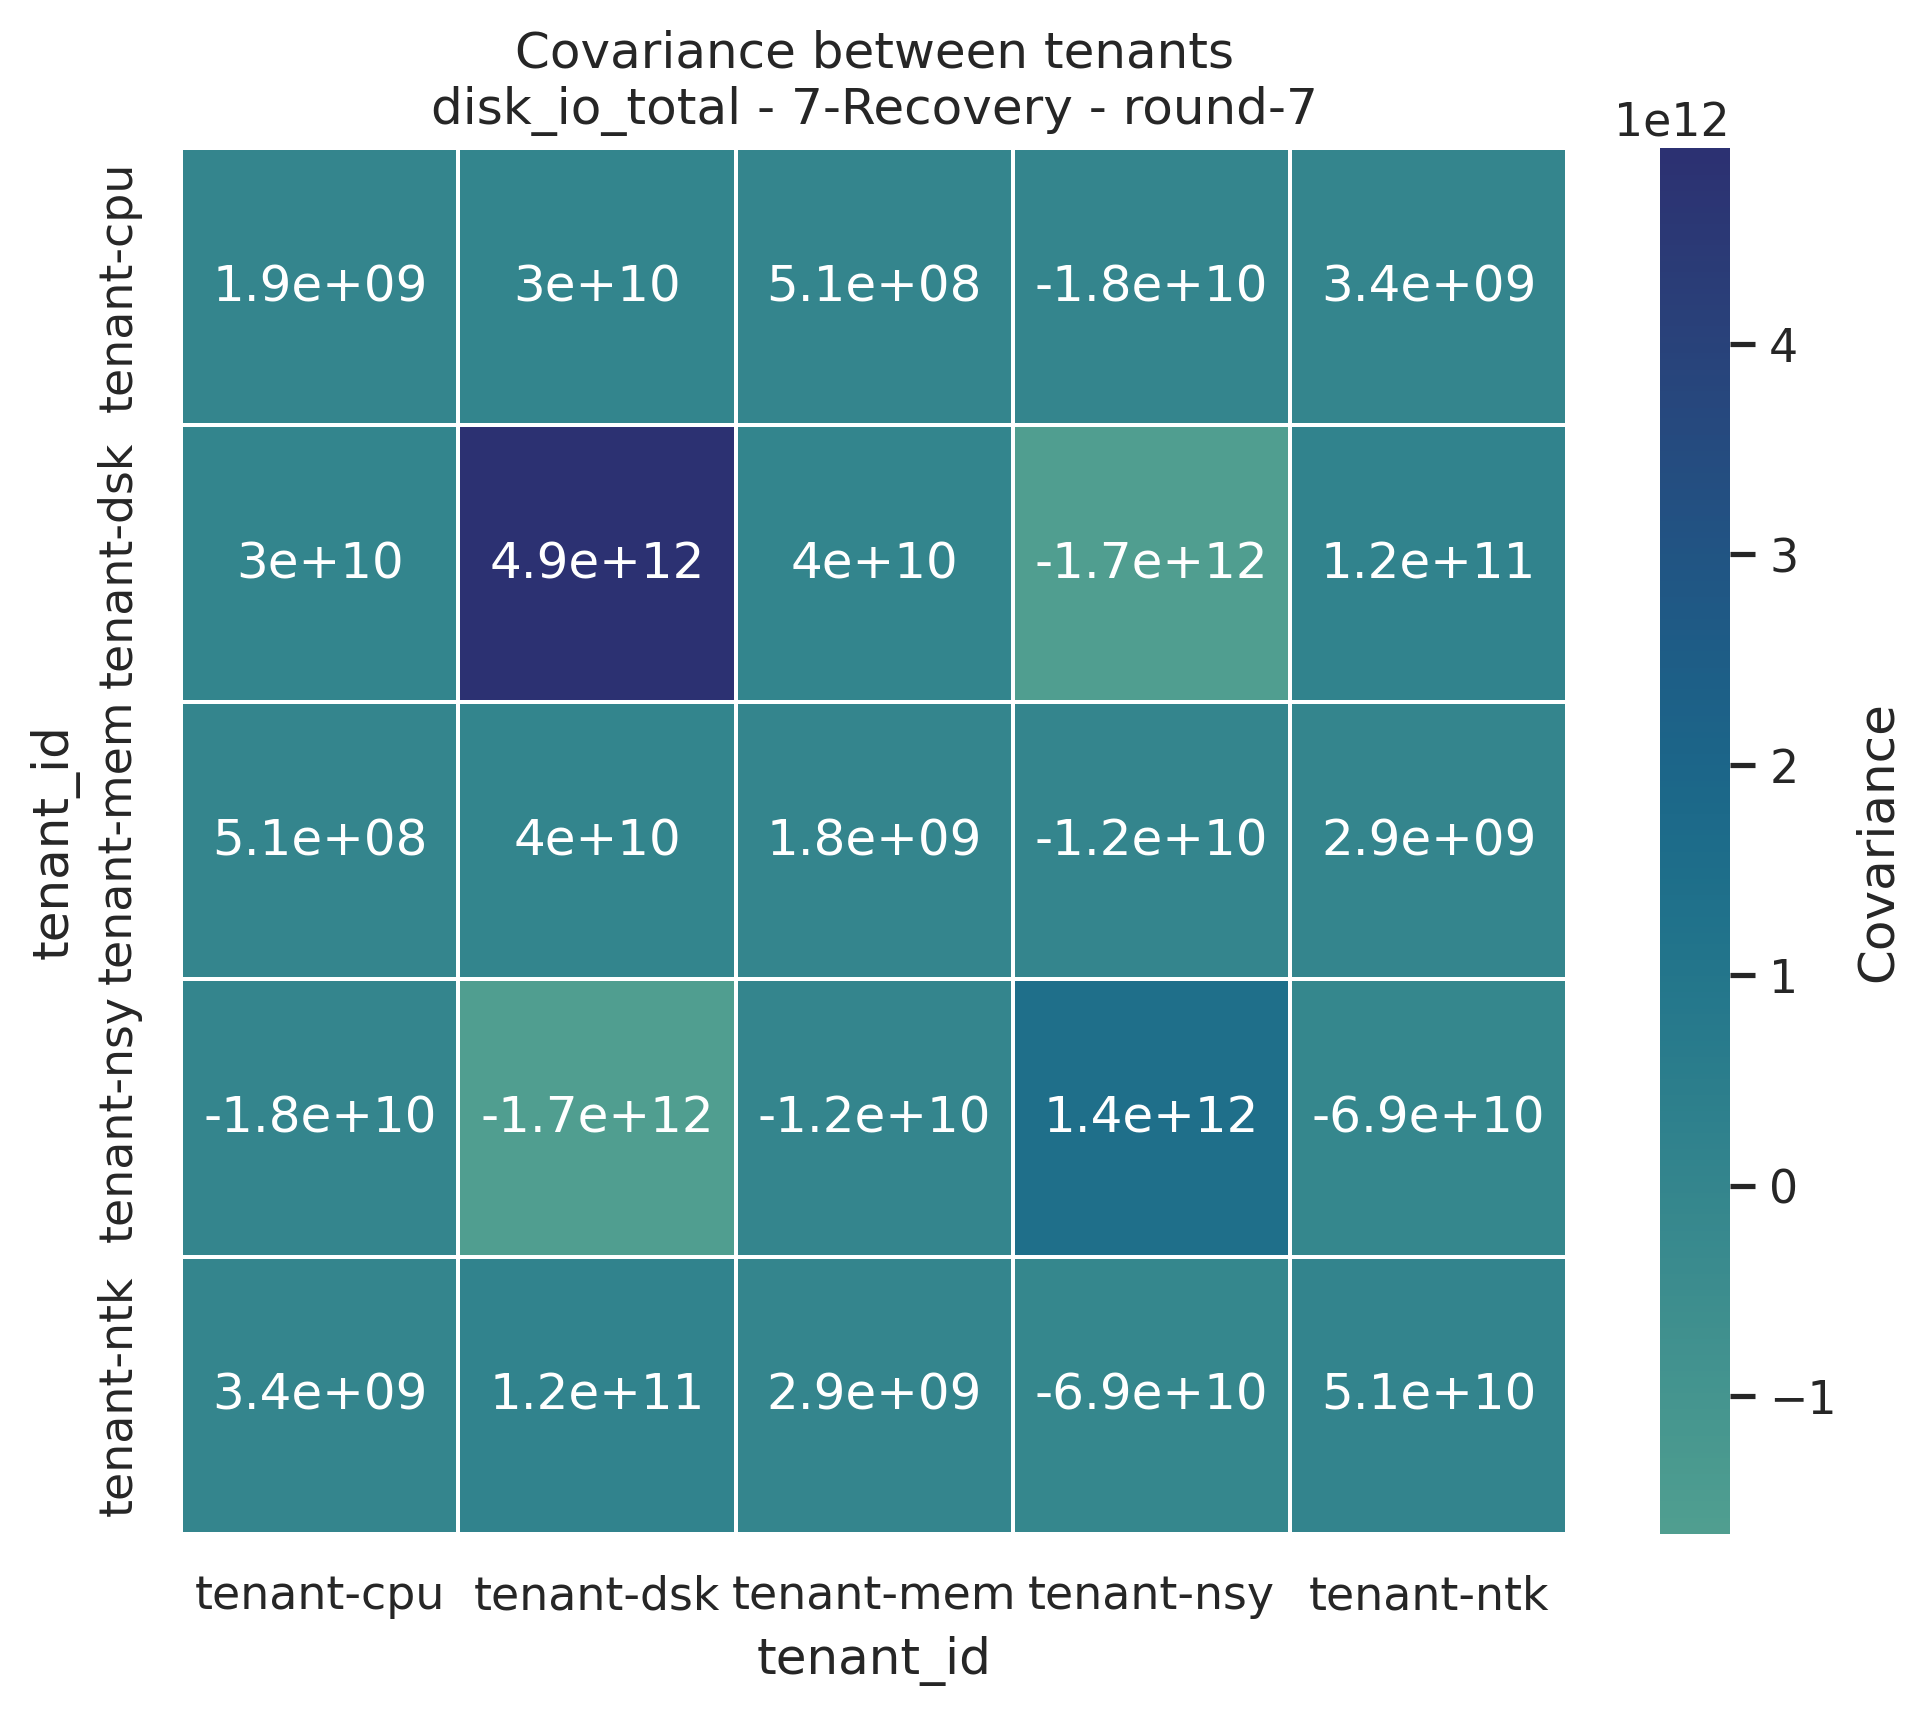 Covariance between tenants
disk_io_total - 7-Recovery - round-7
1e12
tenant_id
tenant-cpu
1.9e+09 3e+10 5.1e+08 -1.8e+10 3.4e+09
tenant-dsk
3e+10 4.9e+12 4e+10 -1.7e+12 1.2e+11
tenant-mem
5.1e+08 4e+10 1.8e+09 -1.2e+10 2.9e+09
tenant-nsy
-1.8e+10 -1.7e+12 -1.2e+10 1.4e+12 -6.9e+10
tenant-ntk
3.4e+09 1.2e+11 2.9e+09 -6.9e+10 5.1e+10
tenant-cpu tenant-dsk tenant-mem tenant-nsy tenant-ntk
tenant_id
4
3
2
1
0
−1
Covariance